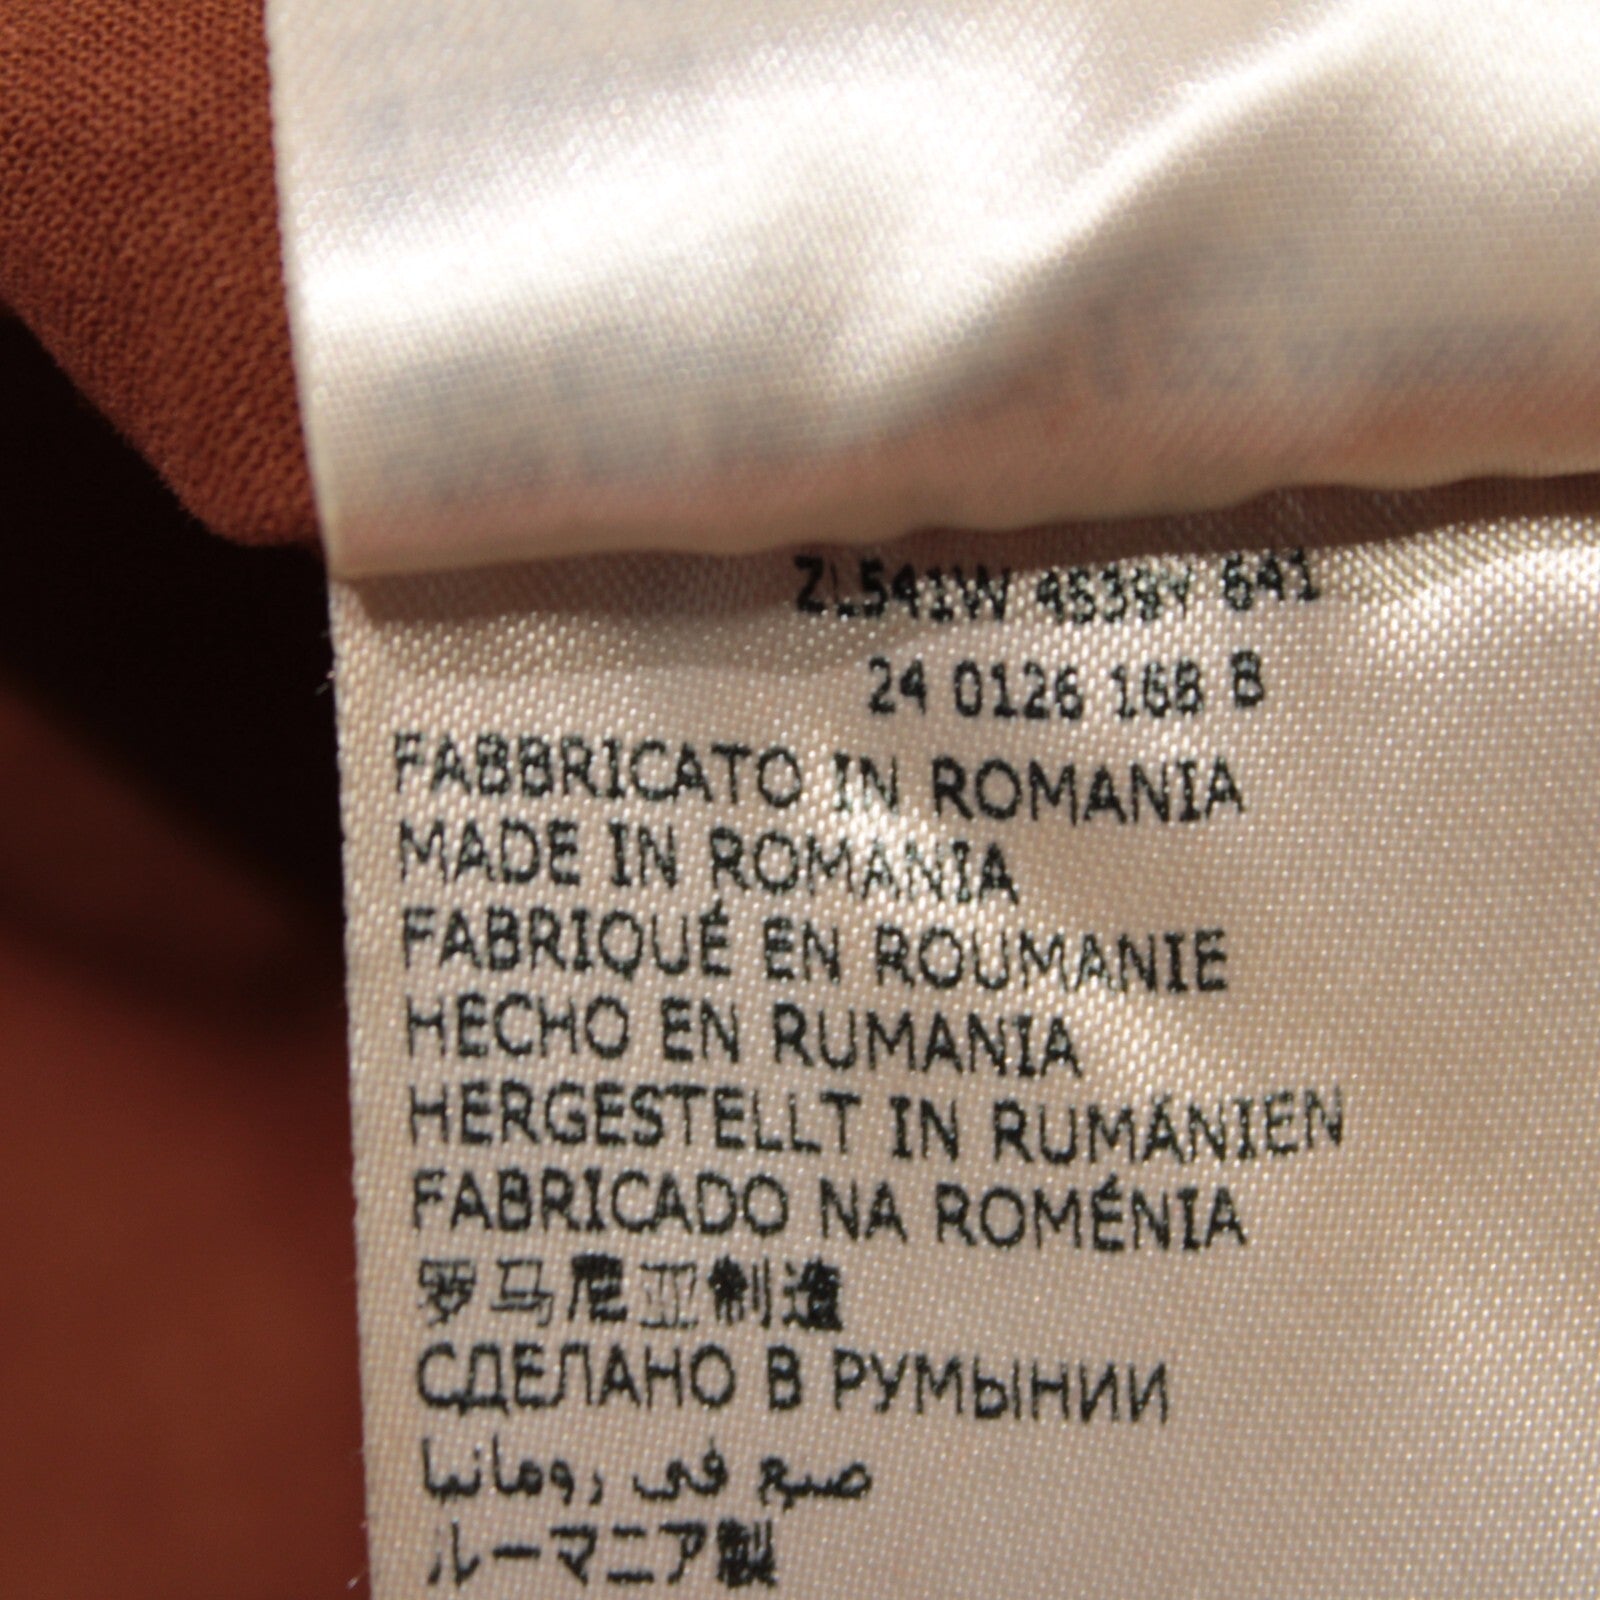 ZL541W 4539Y 641
24 0126 168 B
FABBRICATO IN ROMANIA
MADE IN ROMANIA
FABRIQUÉ EN ROUMANIE
HECHO EN RUMANIA
HERGESTELLT IN RUMÄNIEN
FABRICADO NA ROMÉNIA
罗马尼亚制造
СДЕЛАНО В РУМЫНИИ
صنع في رومانيا
ルーマニア製